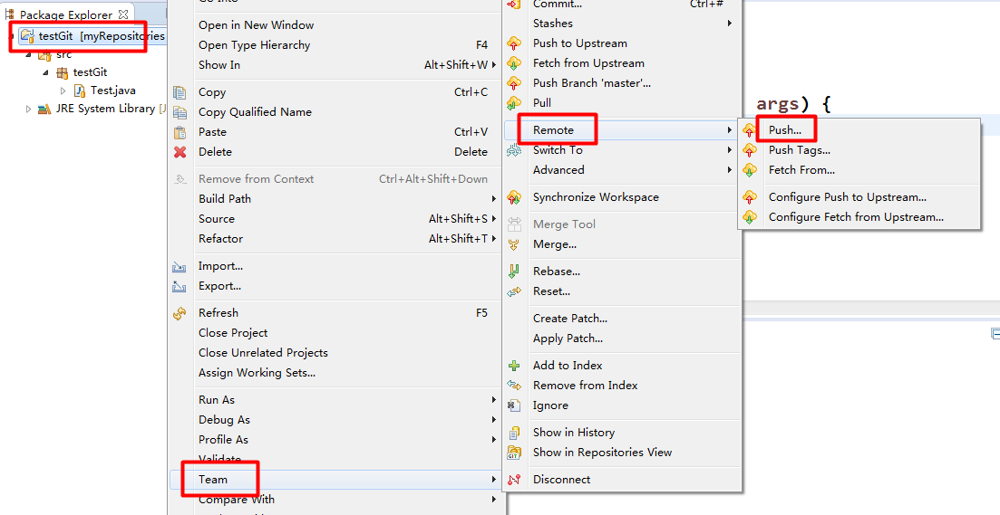 Package Explorer
testGit [myRepositories
src
testGit
Test.java
JRE System Library [J
Open in New Window
Open Type Hierarchy F4
Show In Alt+Shift+W
Copy Ctrl+C
Copy Qualified Name
Paste Ctrl+V
Delete Delete
Remove from Context Ctrl+Alt+Shift+Down
Build Path
Source Alt+Shift+S
Refactor Alt+Shift+T
Import...
Export...
Refresh F5
Close Project
Close Unrelated Projects
Assign Working Sets...
Run As
Debug As
Profile As
Validate
Team
Compare With
Commit... Ctrl+#
Stashes
Push to Upstream
Fetch from Upstream
Push Branch 'master'...
Pull
Remote
Switch To
Advanced
Synchronize Workspace
Merge Tool
Merge...
Rebase...
Reset...
Create Patch...
Apply Patch...
Add to Index
Remove from Index
Ignore
Show in History
Show in Repositories View
Disconnect
args) {
Push...
Push Tags...
Fetch From...
Configure Push to Upstream...
Configure Fetch from Upstream...